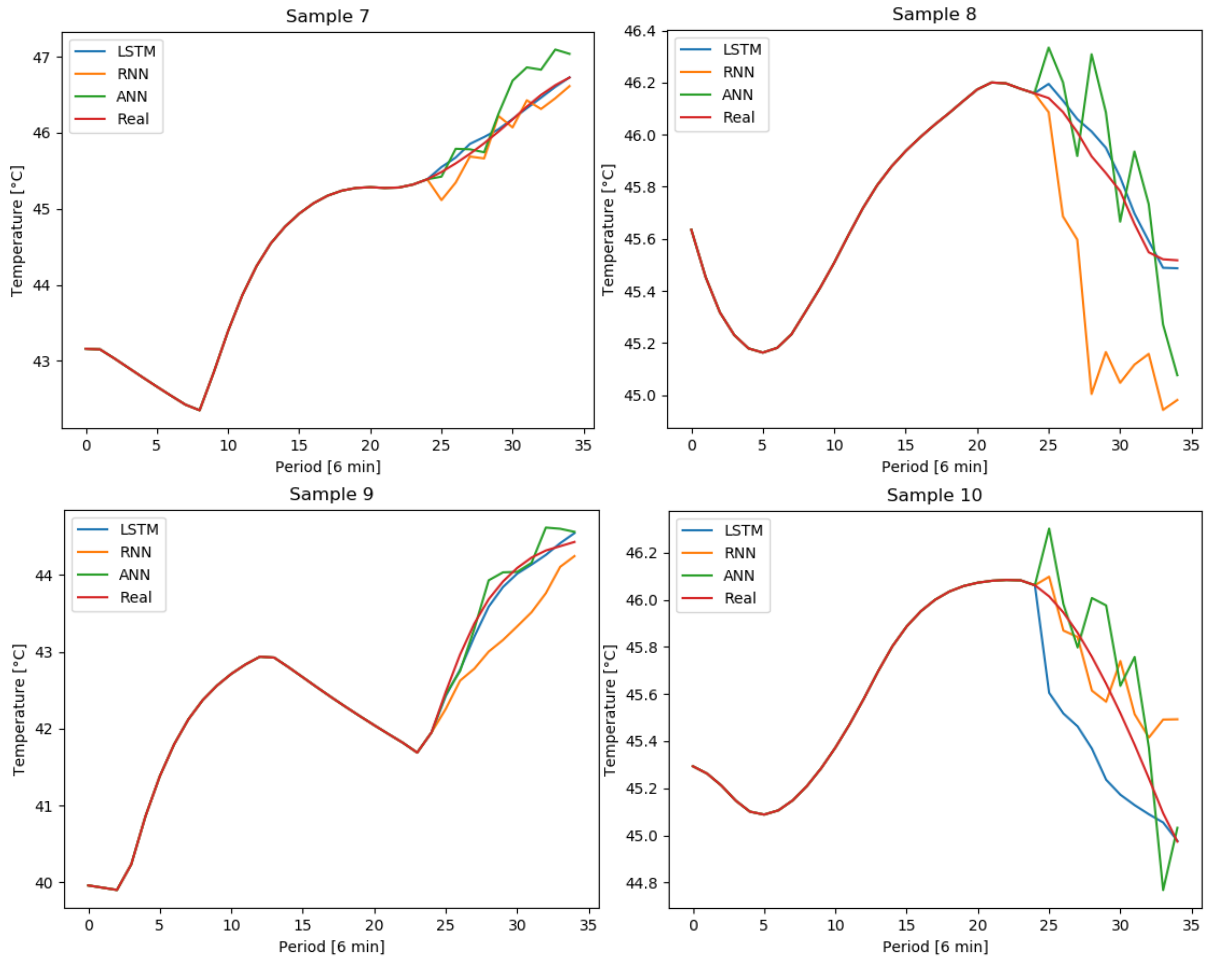 Sample 7
47
46
45
44
43
Temperature [°C]
LSTM
RNN
ANN
Real
0 5 10 15 20 25 30 35
Period [6 min]
Sample 8
46.4
46.2
46.0
45.8
45.6
45.4
45.2
45.0
Temperature [°C]
LSTM
RNN
ANN
Real
0 5 10 15 20 25 30 35
Period [6 min]
Sample 9
44
43
42
41
40
Temperature [°C]
LSTM
RNN
ANN
Real
0 5 10 15 20 25 30 35
Period [6 min]
Sample 10
46.2
46.0
45.8
45.6
45.4
45.2
45.0
44.8
Temperature [°C]
LSTM
RNN
ANN
Real
0 5 10 15 20 25 30 35
Period [6 min]